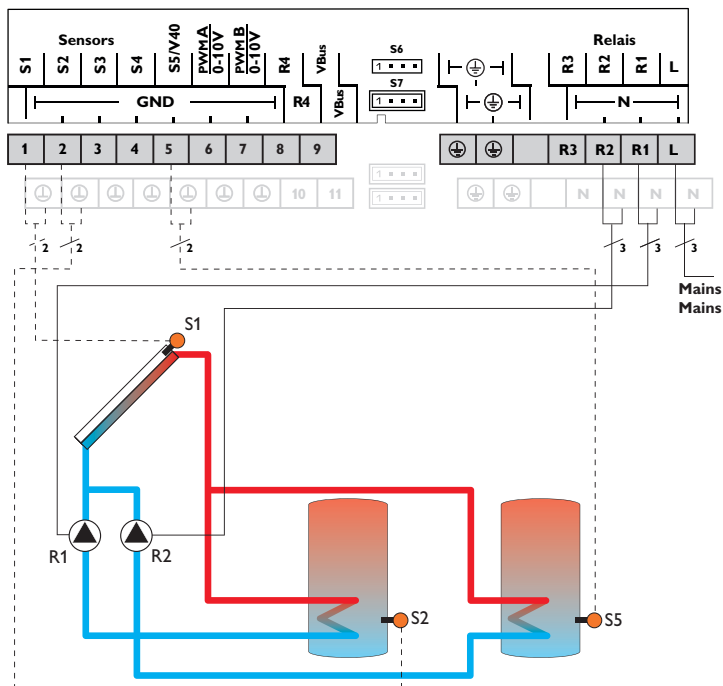 Sensors
Relais
S1 S2 S3 S4 S5/V40 PWM A 0-10V PWM B 0-10V R4 VBus
S6
R3 R2 R1 L
S7
1
1
GND
R4
VBus
N
1 2 3 4 5 6 7 8 9
R3 R2 R1 L
10 11
N N N N
2 2 2 3 3 3
Mains
Mains
S1
R1 R2
S2 S5